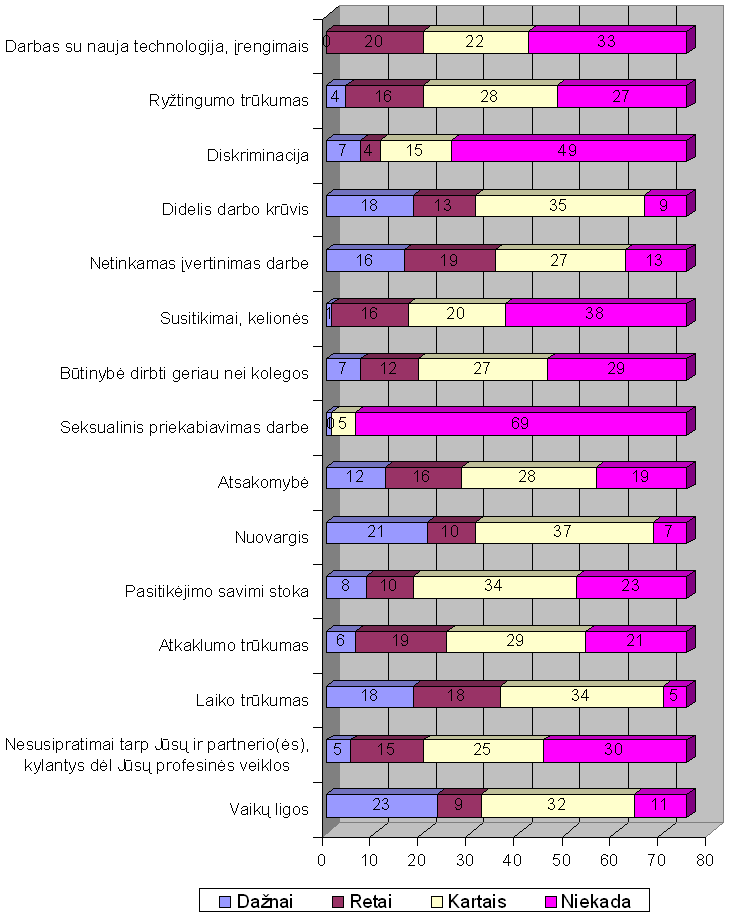 Darbas su nauja technologija, įrengimais 0 20 22 33
Ryžtingumo trūkumas 4 16 28 27
Diskriminacija 7 4 15 49
Didelis darbo krūvis 18 13 35 9
Netinkamas įvertinimas darbe 16 19 27 13
Susitikimai, kelionės 1 16 20 38
Būtinybė dirbti geriau nei kolegos 7 12 27 29
Seksualinis priekabiavimas darbe 0 5 69
Atsakomybė 12 16 28 19
Nuovargis 21 10 37 7
Pasitikėjimo savimi stoka 8 10 34 23
Atkaklumo trūkumas 6 19 29 21
Laiko trūkumas 18 18 34 5
Nesusipratimai tarp Jūsų ir partnerio(ės),
kylantys dėl Jūsų profesinės veiklos 5 15 25 30
Vaikų ligos 23 9 32 11
0 10 20 30 40 50 60 70 80
Dažnai Retai Kartais Niekada